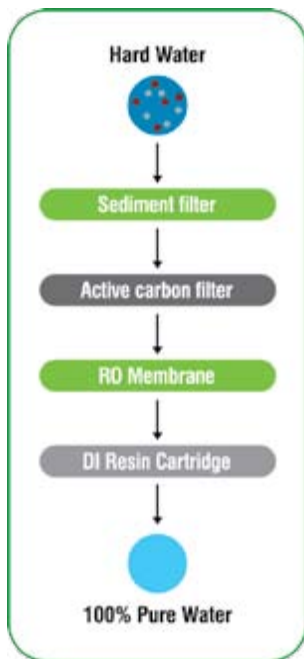 Hard Water
Sediment filter
Active carbon filter
RO Membrane
DI Resin Cartridge
100% Pure Water